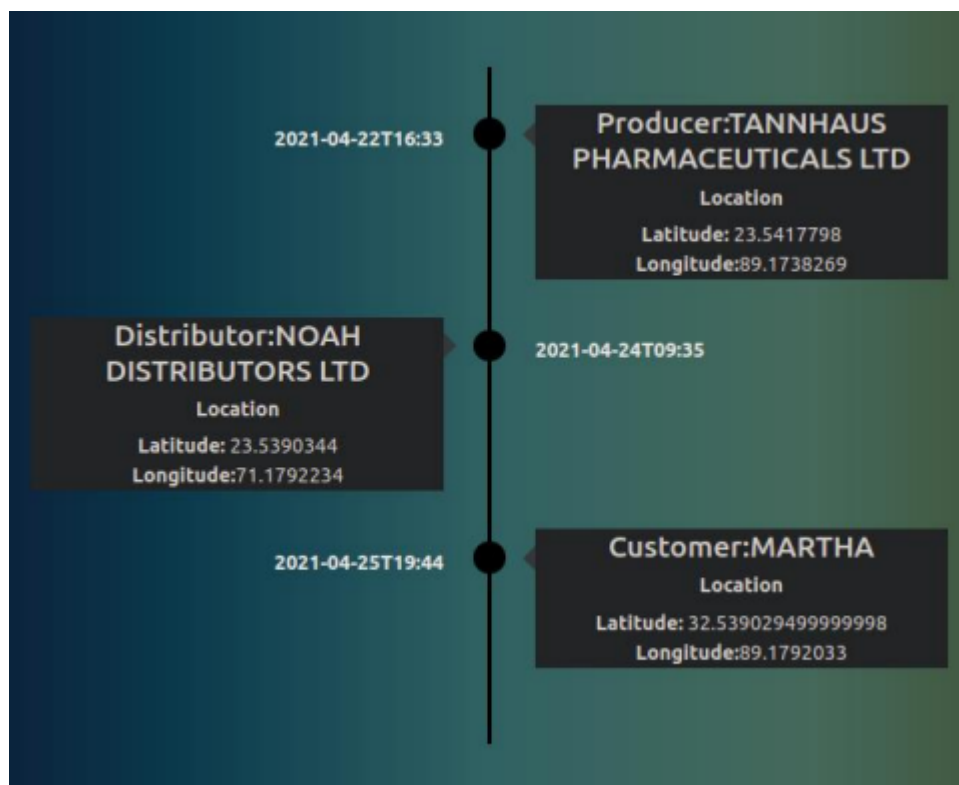 2021-04-22T16:33
Producer:TANNHAUS
PHARMACEUTICALS LTD
Location
Latitude: 23.5417798
Longitude:89.1738269
Distributor:NOAH
DISTRIBUTORS LTD
Location
Latitude: 23.5390344
Longitude:71.1792234
2021-04-24T09:35
2021-04-25T19:44
Customer:MARTHA
Location
Latitude: 32.539029499999998
Longitude:89.1792033